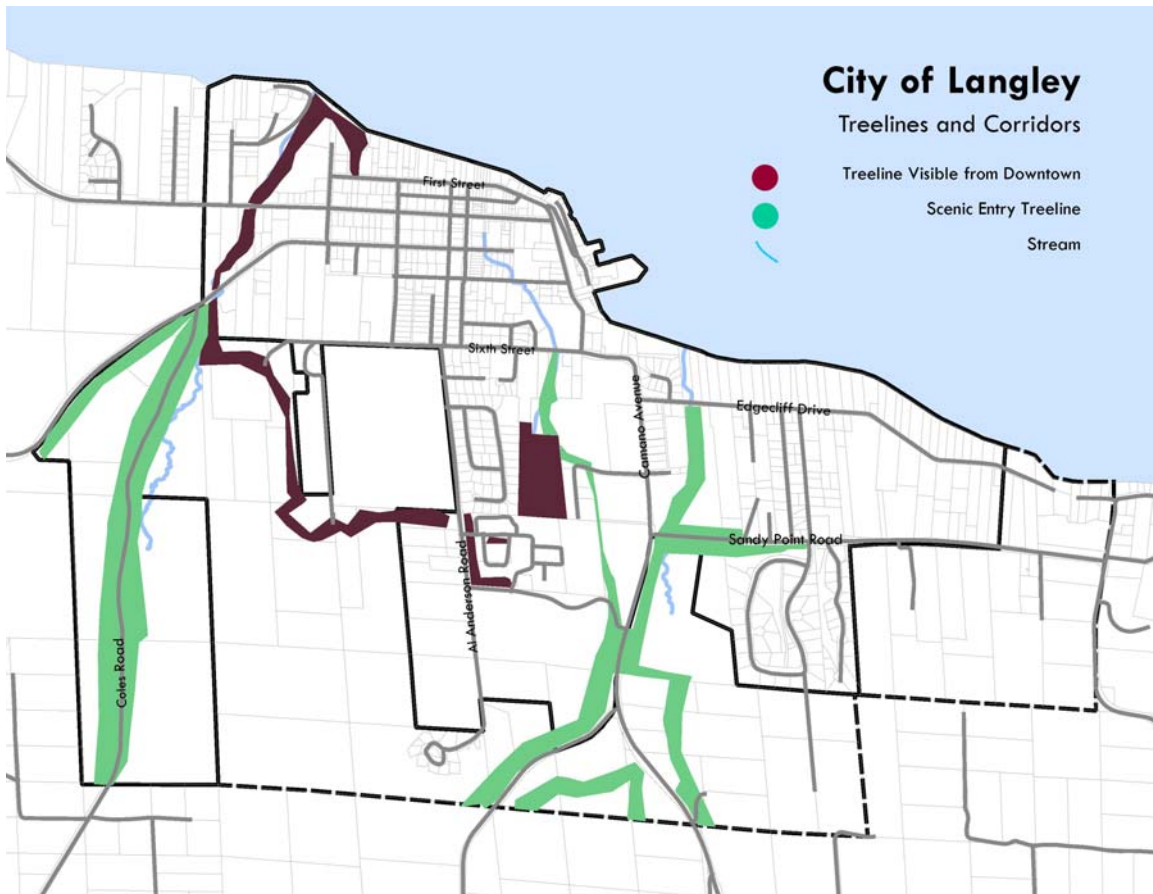 City of Langley
Treelines and Corridors
Treeline Visible from Downtown
Scenic Entry Treeline
Stream
First Street
Sixth Street
Camano Avenue
Edgecliff Drive
Sandy Point Road
Al Anderson Road
Coles Road